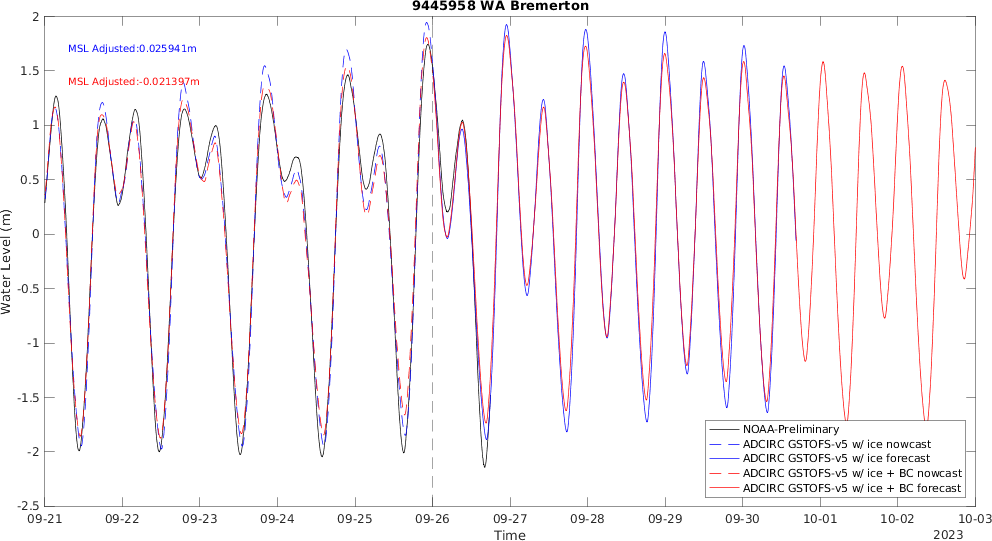 9445958 WA Bremerton
MSL Adjusted:0.025941m
MSL Adjusted:-0.021397m
Water Level (m)
2
1.5
1
0.5
0
-0.5
-1
-1.5
-2
-2.5
NOAA-Preliminary
ADCIRC GSTOFS-v5 w/ ice nowcast
ADCIRC GSTOFS-v5 w/ ice forecast
ADCIRC GSTOFS-v5 w/ ice + BC nowcast
ADCIRC GSTOFS-v5 w/ ice + BC forecast
09-21 09-22 09-23 09-24 09-25 09-26 09-27 09-28 09-29 09-30 10-01 10-02 10-03
Time
2023